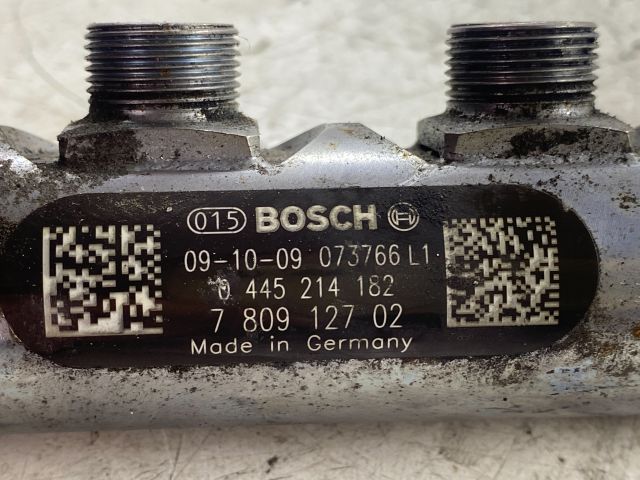 015 BOSCH
09-10-09 073766 L1
0 445 214 182
7 809 127 02
Made in Germany